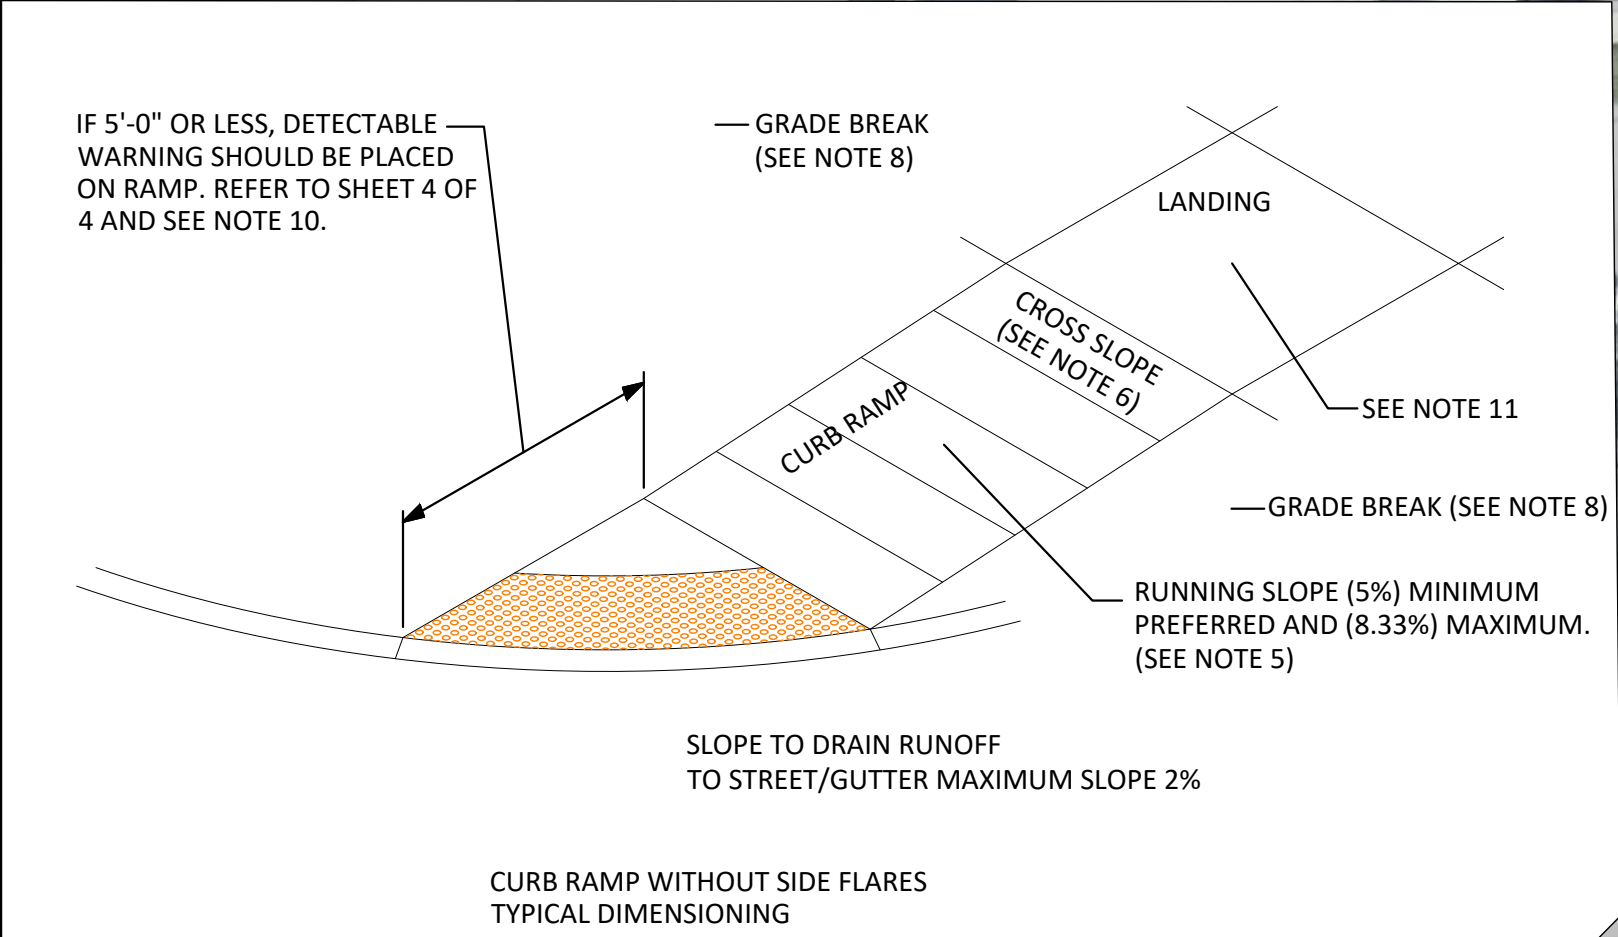 IF 5'-0" OR LESS, DETECTABLE
WARNING SHOULD BE PLACED
ON RAMP. REFER TO SHEET 4 OF
4 AND SEE NOTE 10.
GRADE BREAK
(SEE NOTE 8)
LANDING
CROSS SLOPE
(SEE NOTE 6)
CURB RAMP
SEE NOTE 11
GRADE BREAK (SEE NOTE 8)
RUNNING SLOPE (5%) MINIMUM
PREFERRED AND (8.33%) MAXIMUM.
(SEE NOTE 5)
SLOPE TO DRAIN RUNOFF
TO STREET/GUTTER MAXIMUM SLOPE 2%
CURB RAMP WITHOUT SIDE FLARES
TYPICAL DIMENSIONING